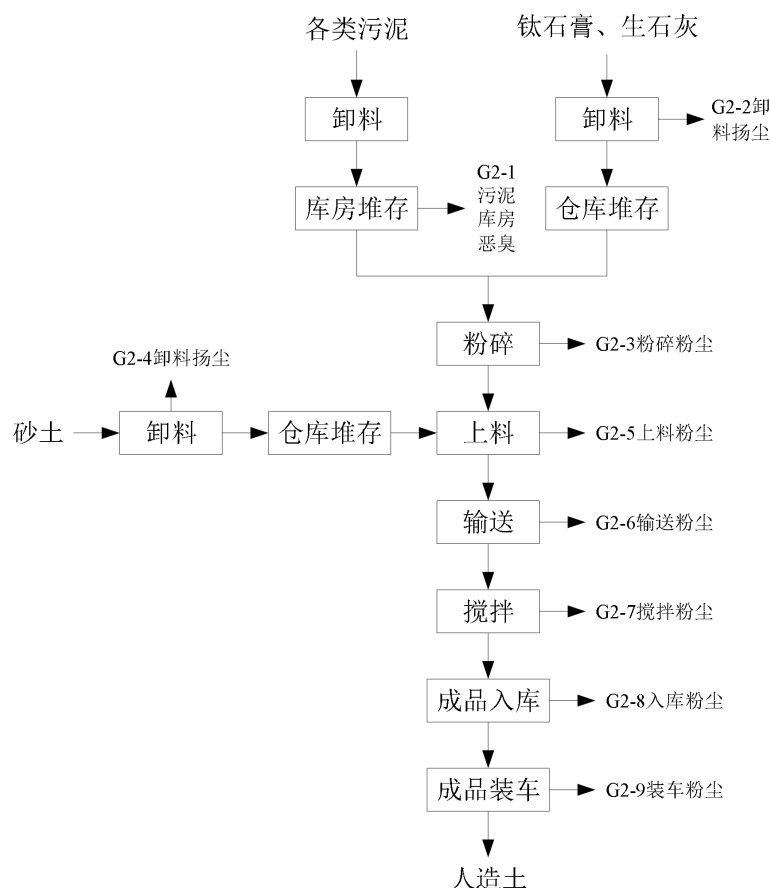 各类污泥
钛石膏、生石灰
卸料
卸料
G2-2卸
料扬尘
库房堆存
G2-1
污泥
库房
恶臭
仓库堆存
粉碎
G2-3粉碎粉尘
G2-4卸料扬尘
砂土
卸料
仓库堆存
上料
G2-5上料粉尘
输送
G2-6输送粉尘
搅拌
G2-7搅拌粉尘
成品入库
G2-8入库粉尘
成品装车
G2-9装车粉尘
人造土